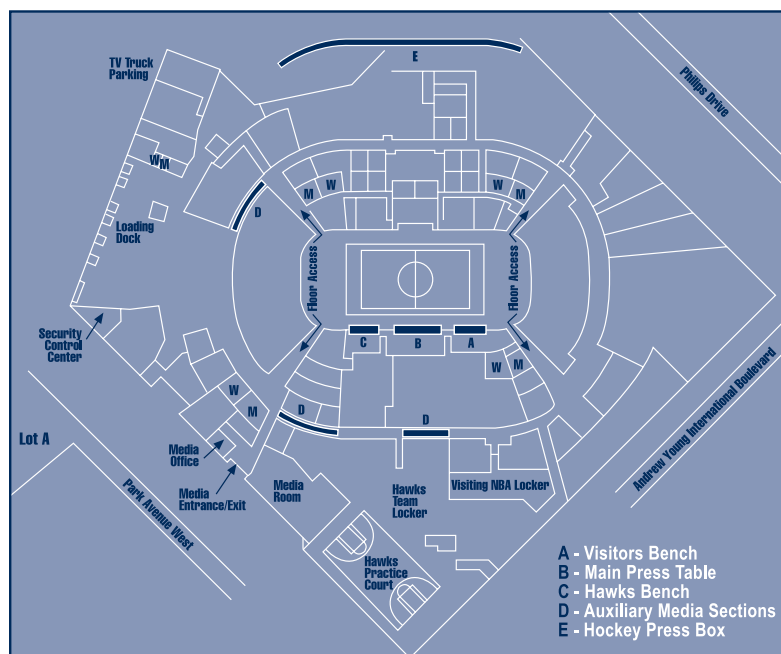 E
TV Truck
Parking
Philips Drive
W
M
M
W
W
M
D
Loading
Dock
Floor Access
Floor Access
Security
Control
Center
C
B
A
W
M
W
M
D
D
Lot A
Media
Office
Media
Entrance/Exit
Media
Room
Hawks
Team
Locker
Visiting NBA Locker
Andrew Young International Boulevard
Park Avenue West
Hawks
Practice
Court
A - Visitors Bench
B - Main Press Table
C - Hawks Bench
D - Auxiliary Media Sections
E - Hockey Press Box